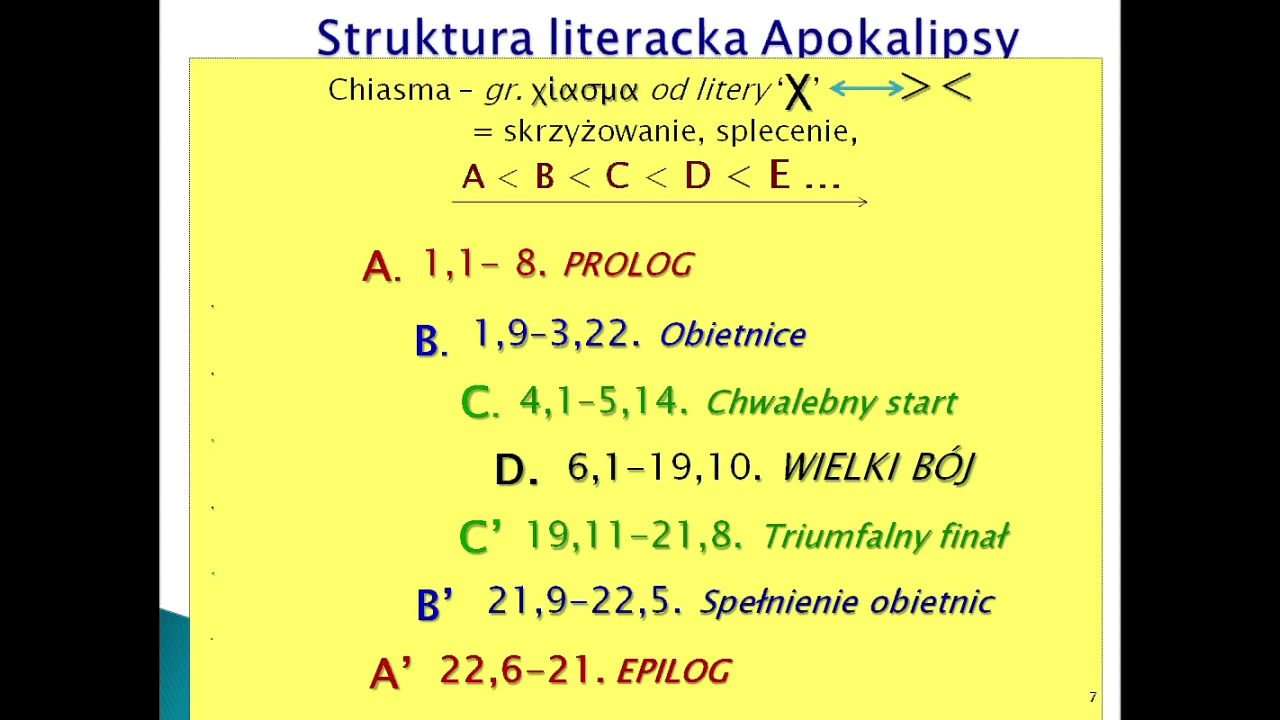 Struktura literacka Apokalipsy
Chiasma – gr. χίασμα od litery ‘χ’ ↔ > <
= skrzyżowanie, splecenie,
A < B < C < D < E ...
A. 1,1– 8. PROLOG
B. 1,9–3,22. Obietnice
C. 4,1–5,14. Chwalebny start
D. 6,1–19,10. WIELKI BÓJ
C’ 19,11–21,8. Triumfalny finał
B’ 21,9–22,5. Spełnienie obietnic
A’ 22,6–21. EPILOG
7